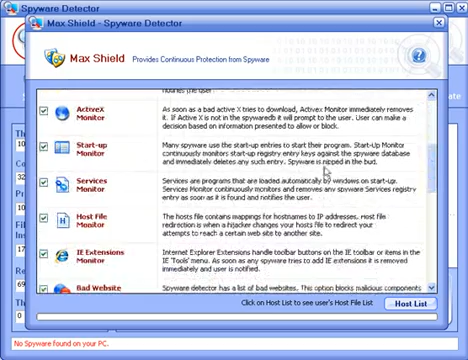 Spyware Detector
Max Shield - Spyware Detector
Max Shield Provides Continuous Protection from Spyware
ActiveX
Monitor
As soon as a bad active X tries to download, Activex Monitor immediately removes
it. If Active X is not in the spywaredb it will prompt to the user. User can make a
decision based on information presented to allow or block.
Start-up
Monitor
Many spyware use the start-up entries to start their program. Start-Up Monitor
continuously monitors start-up registry entry keys against the spyware database
and immediately deletes any such entry. Spyware is nipped in the bud.
Services
Monitor
Services are programs that are loaded automatically by windows on start-up.
Services Monitor continuously monitors and removes any spyware Services registry
entry as soon as it is found and notifies the user.
Host File
Monitor
The hosts file contains mappings for hostnames to IP addresses. Host File
redirection is when a hijacker changes your hosts file to redirect your
attempts to reach a certain web site to another site.
IE Extensions
Monitor
Internet Explorer Extensions handle toolbar buttons on the IE toolbar or items in the
IE 'Tools' menu. As soon as any spyware tries to add IE extension it is removed
immediately and user is notified.
Bad Website
Spyware detector has a list of bad websites. This option blocks malicious components
Click on Host List to see user's Host File List
Host List
No Spyware found on your PC.